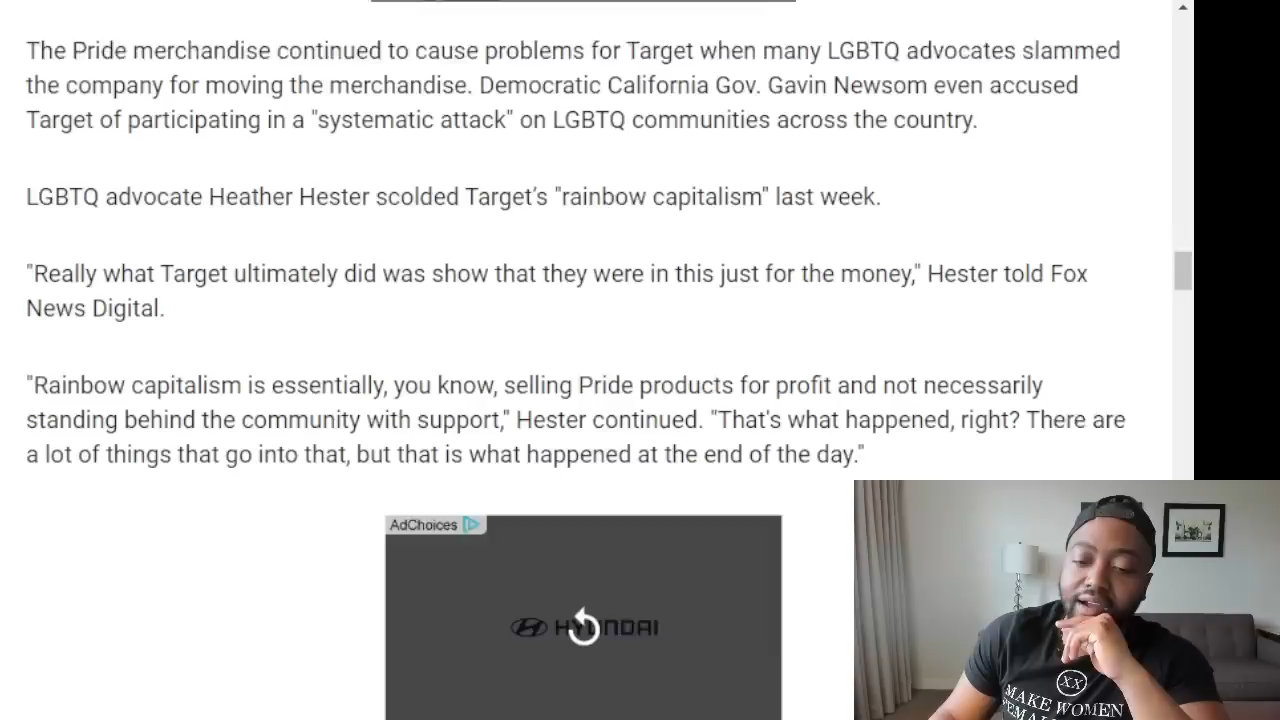 The Pride merchandise continued to cause problems for Target when many LGBTQ advocates slammed
the company for moving the merchandise. Democratic California Gov. Gavin Newsom even accused
Target of participating in a "systematic attack" on LGBTQ communities across the country.
LGBTQ advocate Heather Hester scolded Target’s "rainbow capitalism" last week.
"Really what Target ultimately did was show that they were in this just for the money," Hester told Fox
News Digital.
"Rainbow capitalism is essentially, you know, selling Pride products for profit and not necessarily
standing behind the community with support," Hester continued. "That's what happened, right? There are
a lot of things that go into that, but that is what happened at the end of the day."
AdChoices
HYUNDAI
XX
MAKE WOMEN